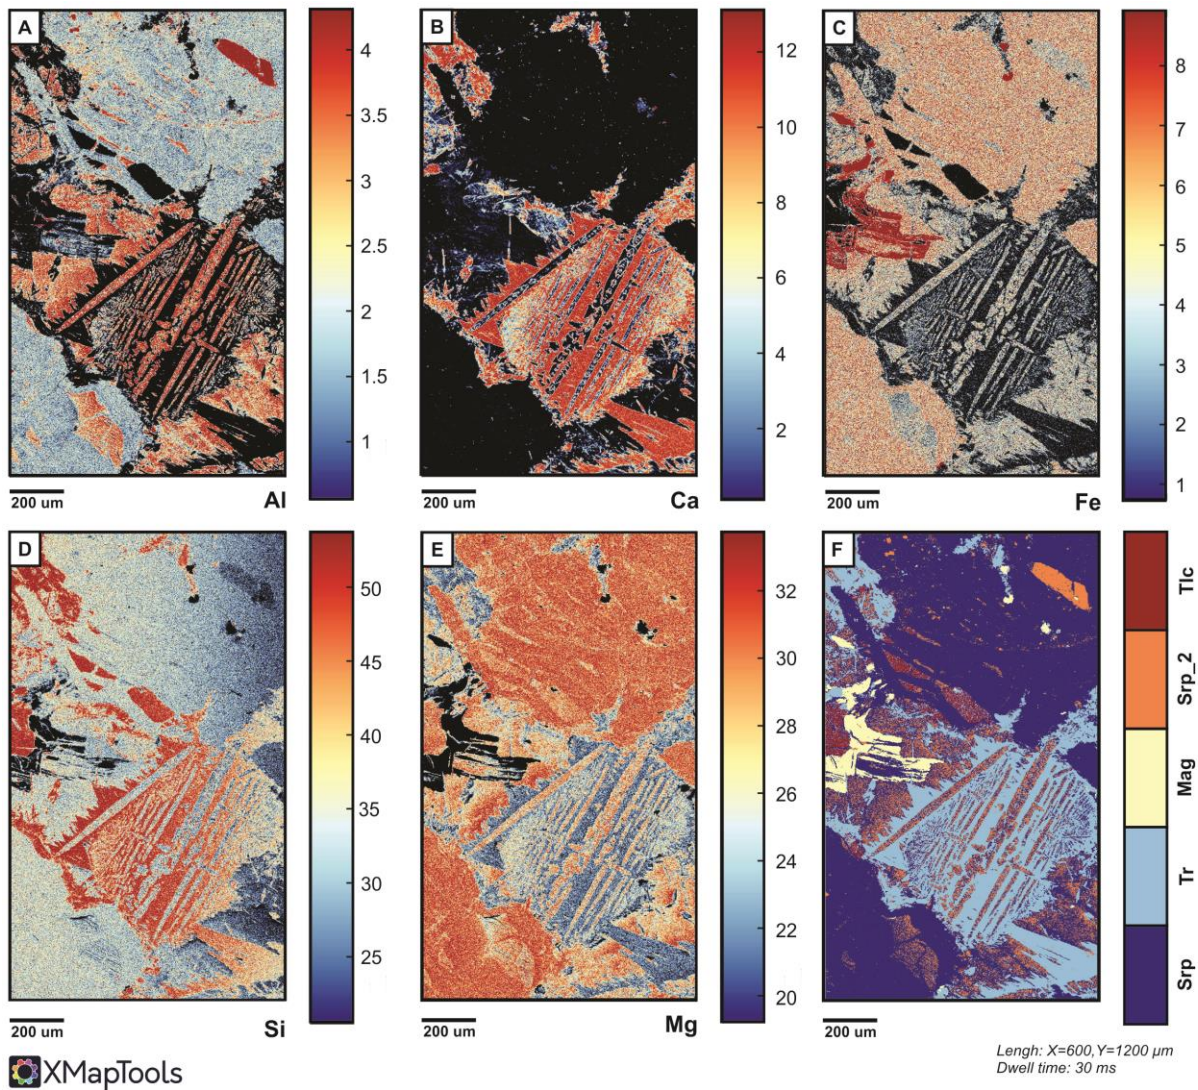 A
4
3.5
3
2.5
2
1.5
1
200 um
Al
B
12
10
8
6
4
2
200 um
Ca
C
8
7
6
5
4
3
2
1
200 um
Fe
D
50
45
40
35
30
25
200 um
Si
E
32
30
28
26
24
22
20
200 um
Mg
F
Tlc
Srp_2
Mag
Tr
Srp
200 um
XMapTools
Lengh: X=600,Y=1200 µm
Dwell time: 30 ms